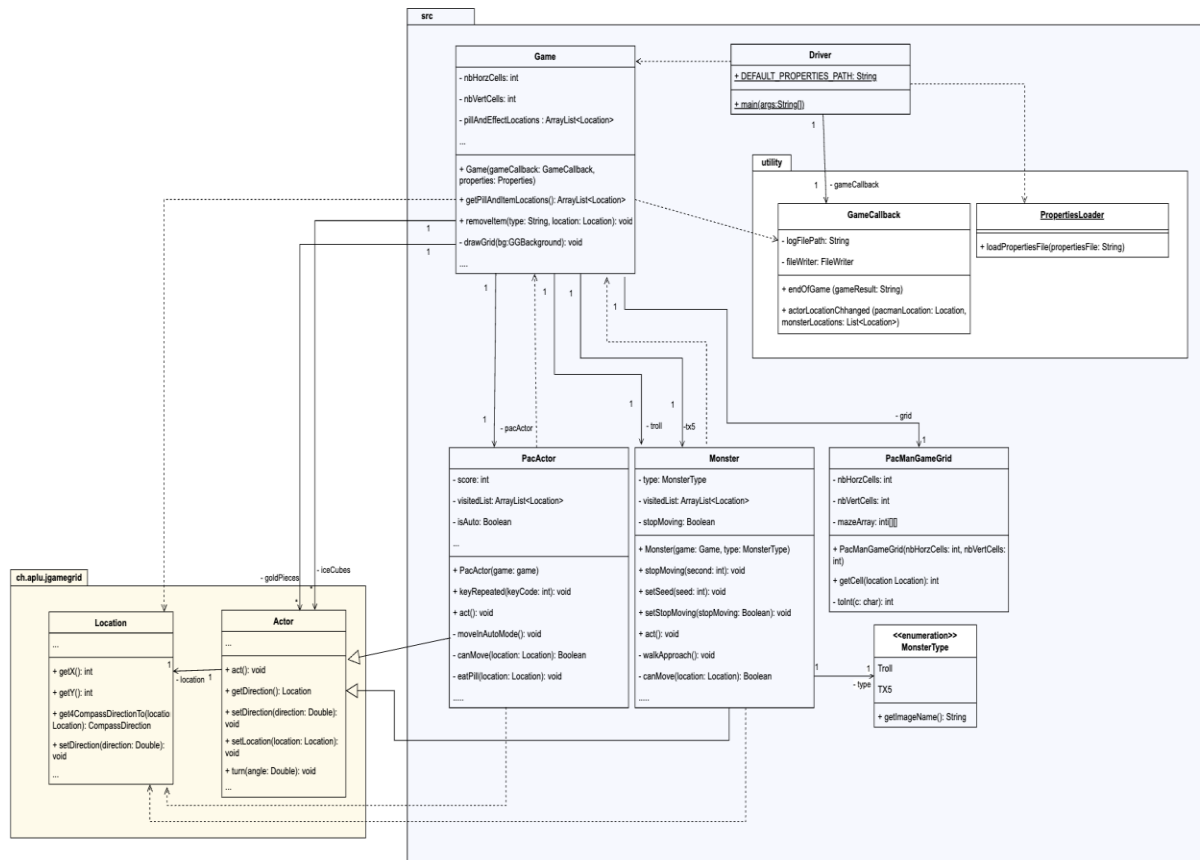 src
Game
- nbHorzCells: int
- nbVertCells: int
- pillAndEffectLocations : ArrayList<Location>
...
+ Game(gameCallback: GameCallback,
properties: Properties)
+ getPillAndItemLocations(): ArrayList<Location>
+ removeItem(type: String, location: Location): void
- drawGrid(bg:GGBackground): void
....
Driver
+ DEFAULT_PROPERTIES_PATH: String
+ main(args:String[])
1
1
- gameCallback
utility
GameCallback
- logFilePath: String
- fileWriter: FileWriter
+ endOfGame (gameResult: String)
+ actorLocationChhanged (pacmanLocation: Location,
monsterLocations: List<Location>)
PropertiesLoader
+ loadPropertiesFile(propertiesFile: String)
1
1
1
1
1
1
1
- pacActor
1
- troll
1
-tx5
- grid
1
PacActor
- score: int
- visitedList: ArrayList<Location>
- isAuto: Boolean
...
+ PacActor(game: game)
+ keyRepeated(keyCode: int): void
+ act(): void
- moveInAutoMode(): void
- canMove(location: Location): Boolean
- eatPill(location: Location): void
.....
Monster
- type: MonsterType
- visitedList: ArrayList<Location>
- stopMoving: Boolean
+ Monster(game: Game, type: MonsterType)
+ stopMoving(second: int): void
+ setSeed(seed: int): void
+ setStopMoving(stopMoving: Boolean): void
+ act(): void
- walkApproach(): void
- canMove(location: Location): Boolean
.....
PacManGameGrid
- nbHorzCells: int
- nbVertCells: int
- mazeArray: inti[][]
+ PacManGameGrid(nbHorzCells: int, nbVertCells:
int)
+ getCell(location Location): int
- toInt(c: char): int
1
1
- type
<<enumeration>>
MonsterType
Troll
TX5
+ getImageName(): String
ch.aplu.jgamegrid
- goldPieces
*
- iceCubes
*
Location
...
+ getX(): int
+ getY(): int
+ get4CompassDirectionTo(locatio
Location): CompassDirection
+ setDirection(direction: Double):
void
...
1
- location
1
Actor
...
+ act(): void
+ getDirection(): Location
+ setDirection(direction: Double):
void
+ setLocation(location: Location):
void
+ turn(angle: Double): void
...